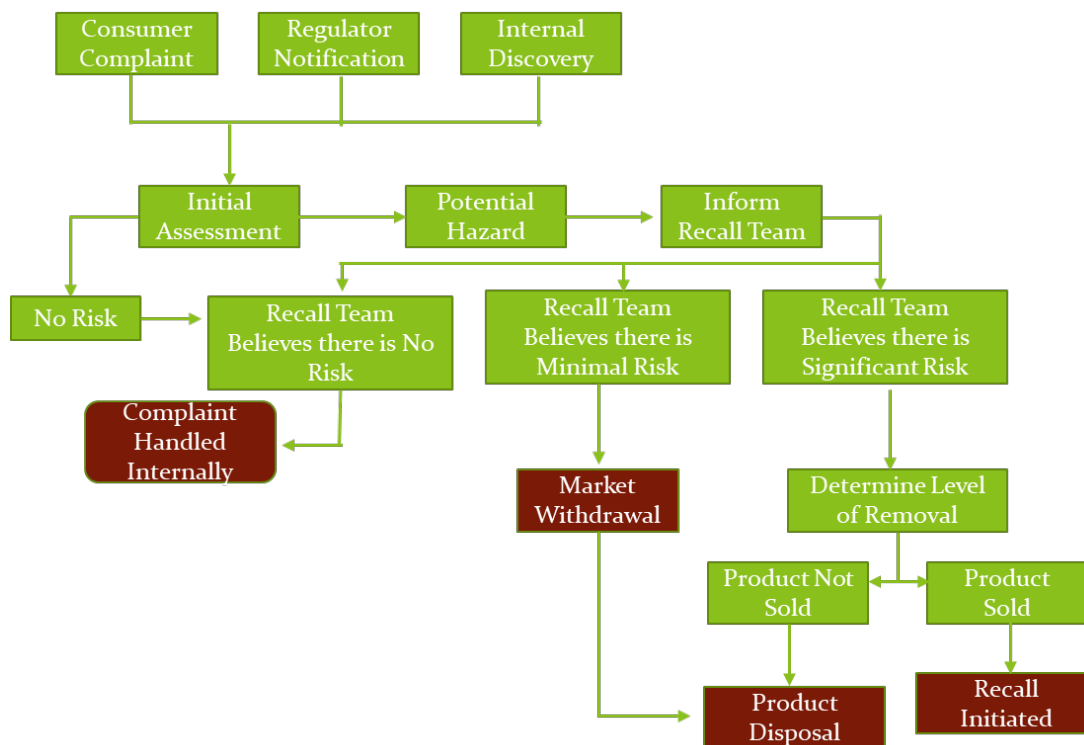 Consumer
Complaint
Regulator
Notification
Internal
Discovery
Initial
Assessment
Potential
Hazard
Inform
Recall Team
No Risk
Recall Team
Believes there is No
Risk
Recall Team
Believes there is
Minimal Risk
Recall Team
Believes there is
Significant Risk
Complaint
Handled
Internally
Market
Withdrawal
Determine Level
of Removal
Product Not
Sold
Product
Sold
Product
Disposal
Recall
Initiated